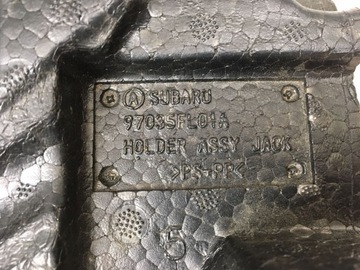 Ⓐ SUBARU
97035FL01A
HOLDER ASSY JACK
>PS+PP<
5